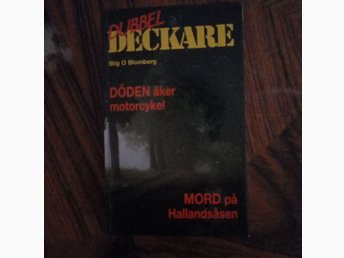 DUBBEL
DECKARE
Stig O Blomberg
DÖDEN åker
motorcykel
MORD på
Hallandsåsen